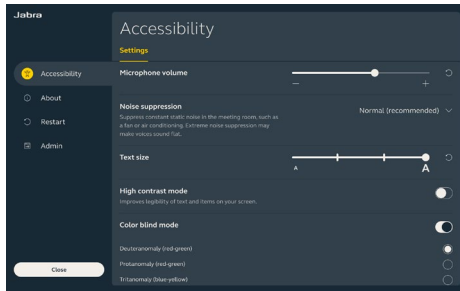 Jabra
Accessibility
Settings
Accessibility
About
Restart
Admin
Close
Microphone volume
Noise suppression
Suppress constant static noise in the meeting room, such as
a fan or air conditioning. Extreme noise suppression may
make voices sound flat.
Normal (recommended)
Text size
A
A
High contrast mode
Improves legibility of text and items on your screen.
Color blind mode
Deuteranomaly (red-green)
Protanomaly (red-green)
Tritanomaly (blue-yellow)